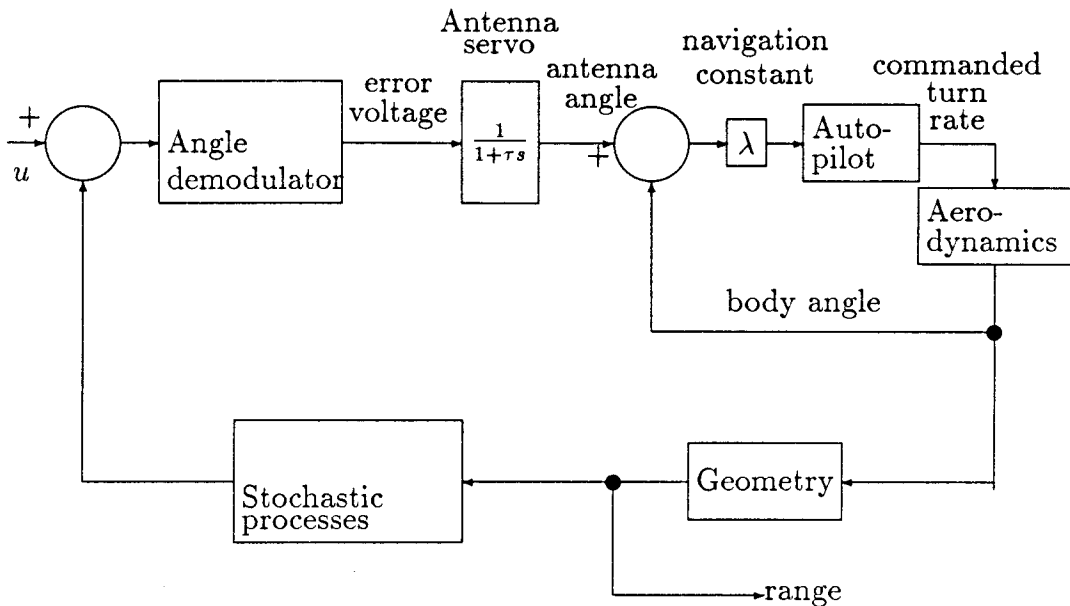 Antenna
servo
navigation
constant
commanded
turn
rate
error
voltage
antenna
angle
+
u
Angle
demodulator
1
1+τs
+
λ
Auto-
pilot
Aero-
dynamics
body angle
Stochastic
processes
Geometry
range